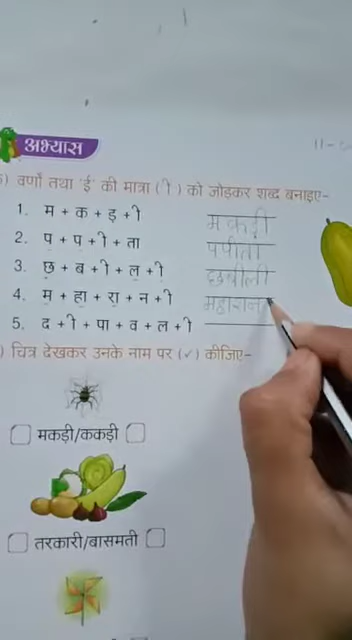 अभ्यास
वर्णों तथा 'ई' की मात्रा ( ी ) को जोड़कर शब्द बनाइए-
1. म + क + इ + ी मकड़ी
2. प + प + ी + ता पपीता
3. छ + ब + ी + ल + ी छबीली
4. म + हा + रा + न + ी महारान
5. द + ी + पा + व + ल + ी
चित्र देखकर उनके नाम पर (✓) कीजिए-
मकड़ी/ककड़ी
तरकारी/बासमती